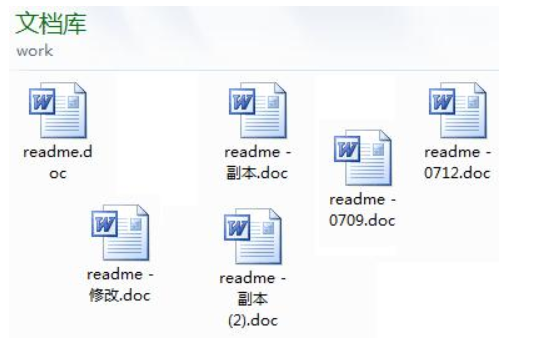 文档库
work
readme.d
oc
readme -
副本.doc
readme -
0709.doc
readme -
0712.doc
readme -
修改.doc
readme -
副本
(2).doc